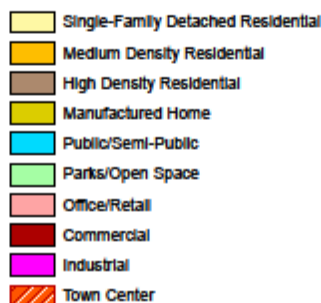 Single-Family Detached Residential
Medium Density Residential
High Density Residential
Manufactured Home
Public/Semi-Public
Parks/Open Space
Office/Retail
Commercial
Industrial
Town Center